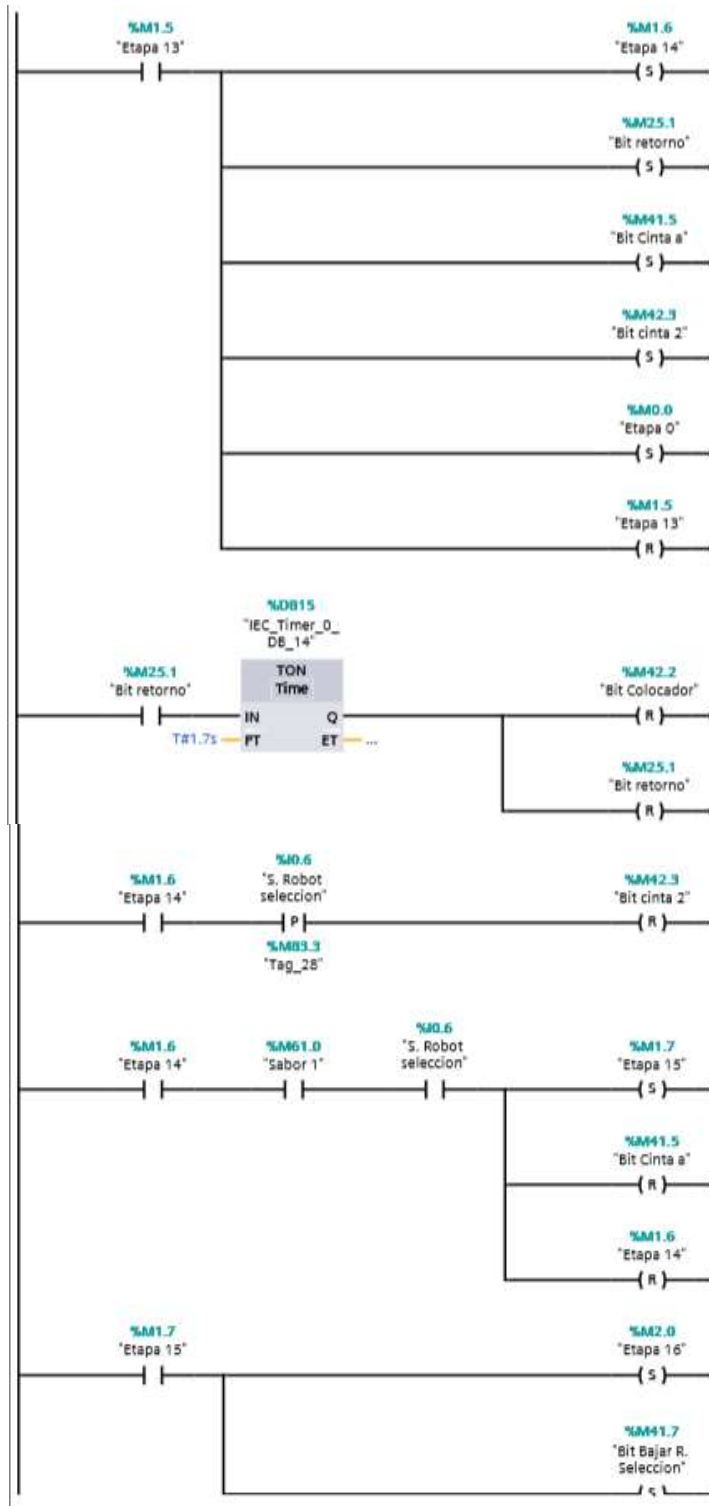 %M1.5
"Etapa 13"
%M1.6
"Etapa 14"
S
%M25.1
"Bit retorno"
S
%M41.5
"Bit Cinta a"
S
%M42.3
"Bit cinta 2"
S
%M0.0
"Etapa 0"
S
%M1.5
"Etapa 13"
R
%DB15
"IEC_Timer_0_
DB_14"
%M25.1
"Bit retorno"
TON
Time
%M42.2
"Bit Colocador"
IN Q
R
T#1.7s PT ET ...
%M25.1
"Bit retorno"
R
%M1.6
"Etapa 14"
%I0.6
"S. Robot
seleccion"
P
%M83.3
"Tag_28"
%M42.3
"Bit cinta 2"
R
%M1.6
"Etapa 14"
%M61.0
"Sabor 1"
%I0.6
"S. Robot
seleccion"
%M1.7
"Etapa 15"
S
%M41.5
"Bit Cinta a"
R
%M1.6
"Etapa 14"
R
%M1.7
"Etapa 15"
%M2.0
"Etapa 16"
S
%M41.7
"Bit Bajar R.
Seleccion"
S